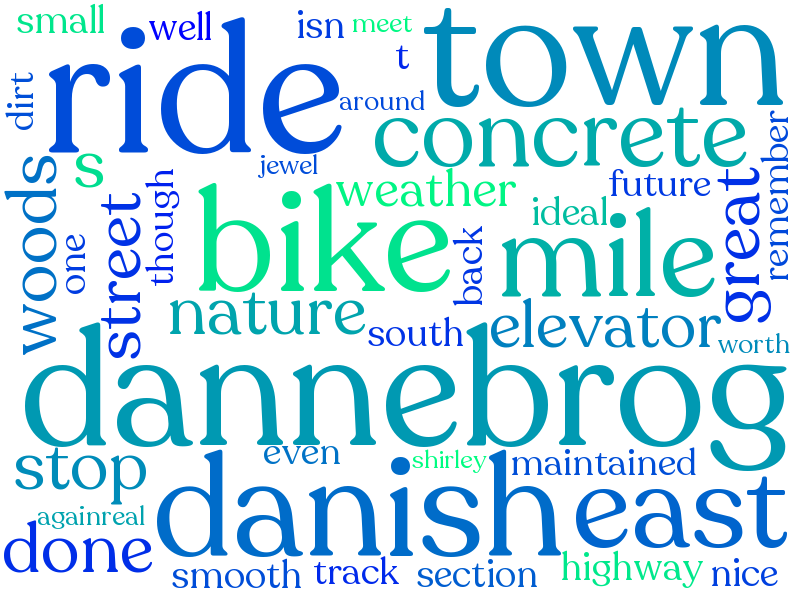 small
well
isn
meet
t
town
ride
dirt
around
concrete
s
jewel
woods
weather
future
remember
though
street
one
bike
ideal
great
back
mile
nature
south
elevator
worth
dannebrog
even
shirley
maintained
stop
danish
east
againreal
done
smooth
track
section
highway
nice